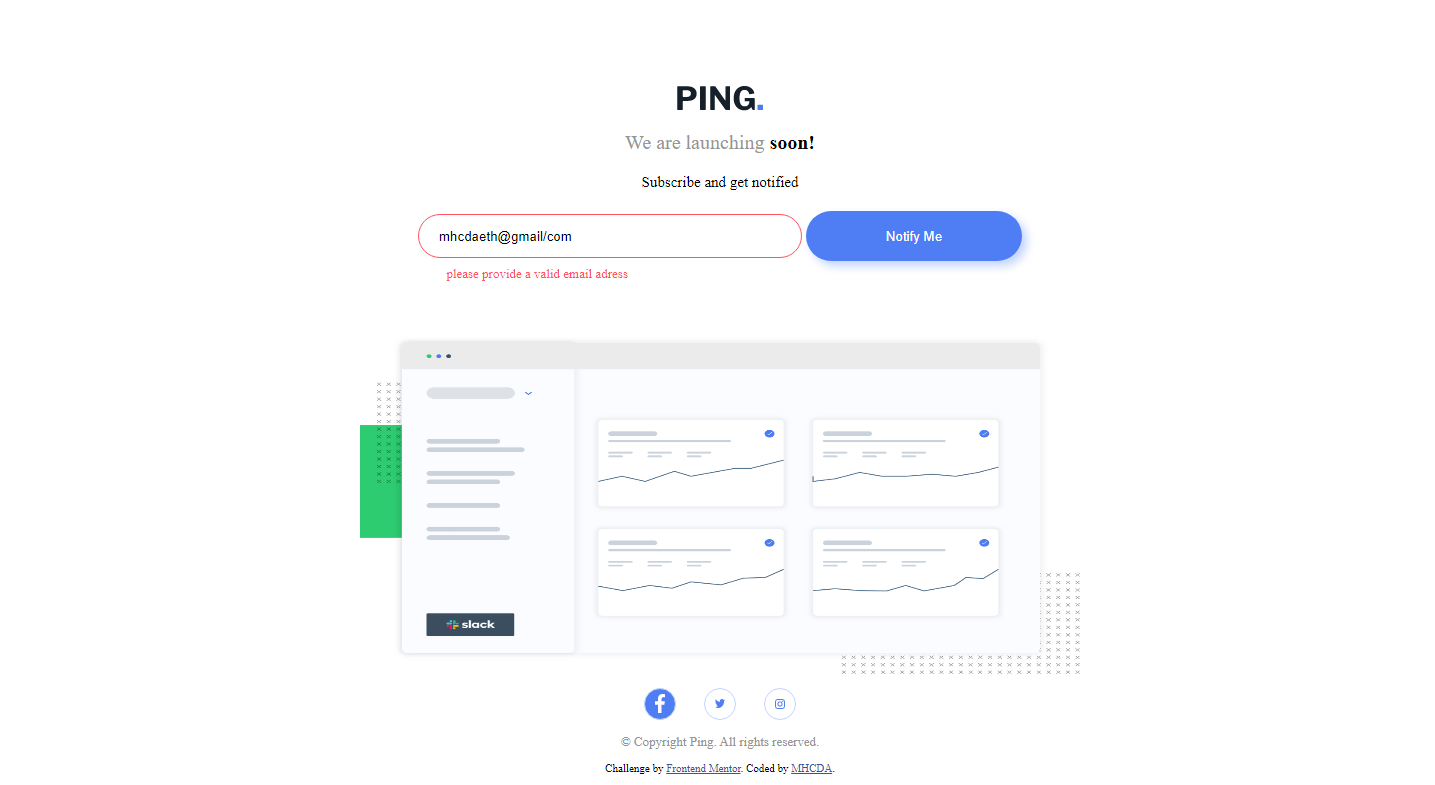 PING.
We are launching soon!
Subscribe and get notified
mhcdaeth@gmail/com
Notify Me
please provide a valid email adress
slack
© Copyright Ping. All rights reserved.
Challenge by Frontend Mentor. Coded by MHCDA.